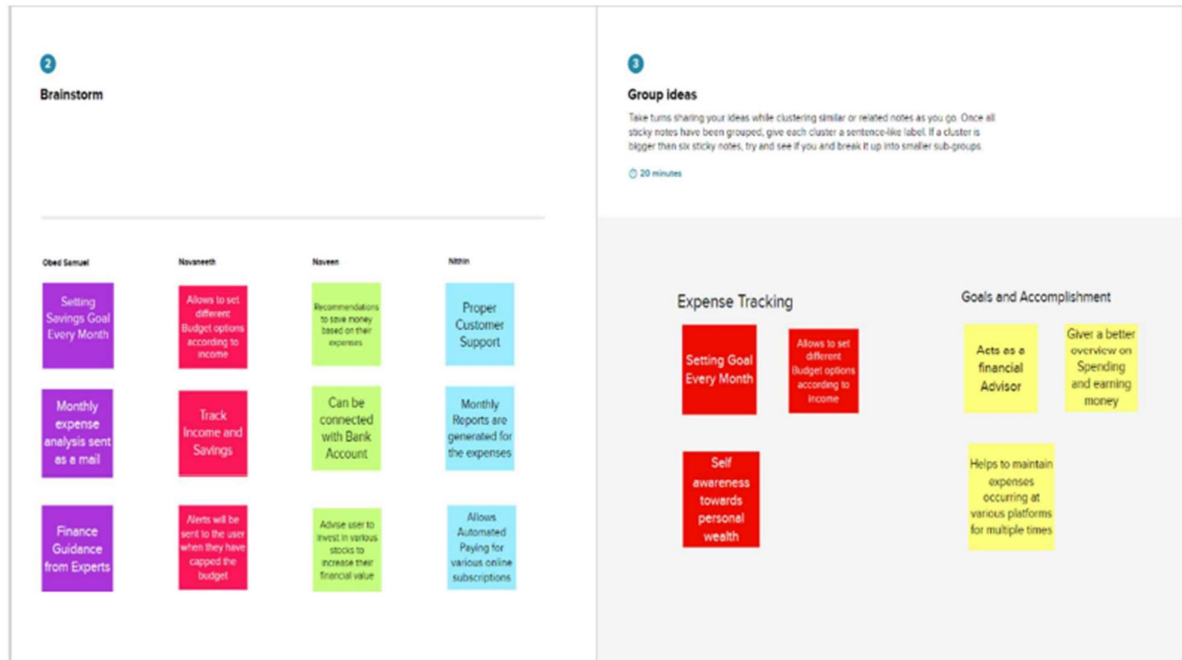 2
Brainstorm
Obed Samuel
Setting
Savings Goal
Every Month
Monthly
expense
analysis sent
as a mail
Finance
Guidance
from Experts
Navaneeth
Allows to set
different
Budget options
according to
income
Track
Income and
Savings
Alerts will be
sent to the user
when they have
capped the
budget
Naveen
Recommendations
to save money
based on their
expenses
Can be
connected
with Bank
Account
Advise user to
invest in various
stocks to
increase their
financial value
Nithin
Proper
Customer
Support
Monthly
Reports are
generated for
the expenses
Allows
Automated
Paying for
various online
subscriptions
3
Group ideas
Take turns sharing your ideas while clustering similar or related notes as you go. Once all
sticky notes have been grouped, give each cluster a sentence-like label. If a cluster is
bigger than six sticky notes, try and see if you and break it up into smaller sub-groups.
20 minutes
Expense Tracking
Setting Goal
Every Month
Allows to set
different
Budget options
according to
income
Self
awareness
towards
personal
wealth
Goals and Accomplishment
Acts as a
financial
Advisor
Giver a better
overview on
Spending
and earning
money
Helps to maintain
expenses
occurring at
various platforms
for multiple times